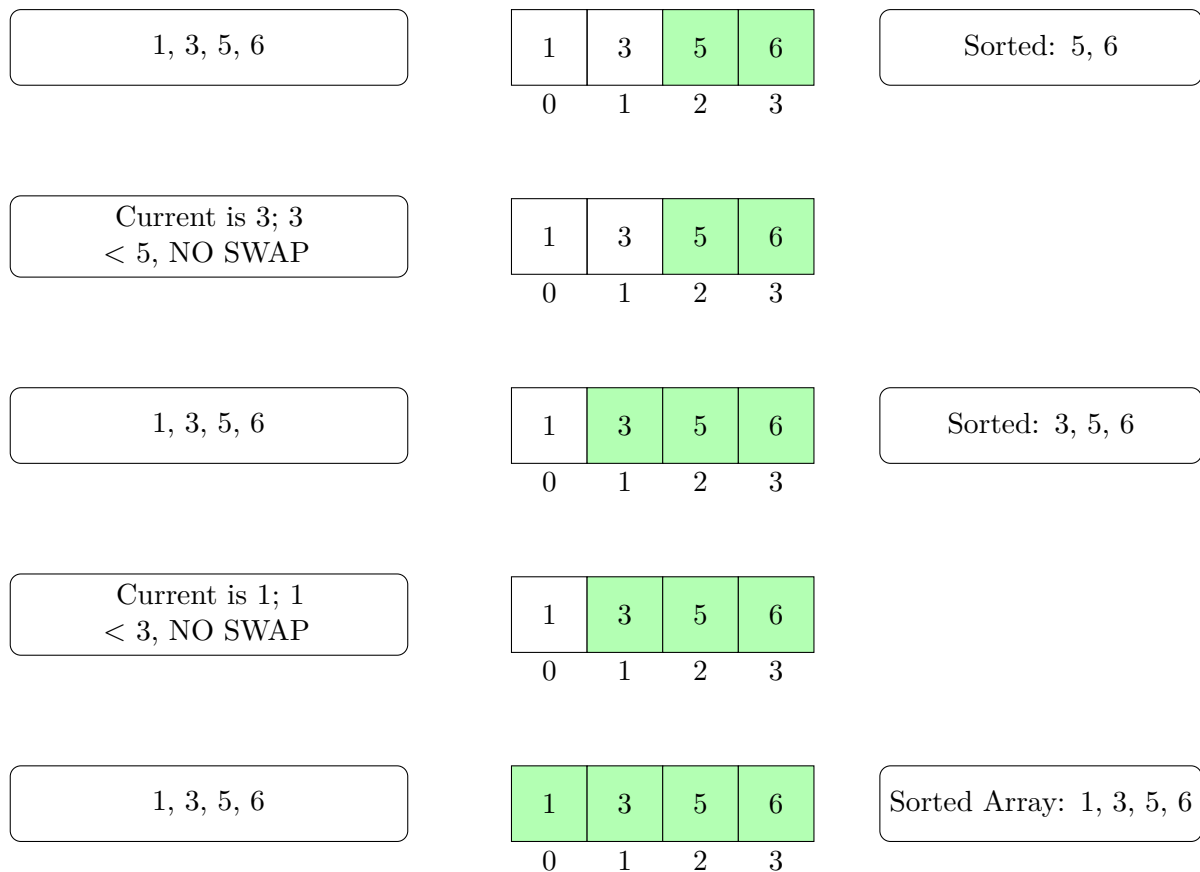 1, 3, 5, 6
1 3 5 6
0 1 2 3
Sorted: 5, 6
Current is 3; 3
< 5, NO SWAP
1 3 5 6
0 1 2 3
1, 3, 5, 6
1 3 5 6
0 1 2 3
Sorted: 3, 5, 6
Current is 1; 1
< 3, NO SWAP
1 3 5 6
0 1 2 3
1, 3, 5, 6
1 3 5 6
0 1 2 3
Sorted Array: 1, 3, 5, 6